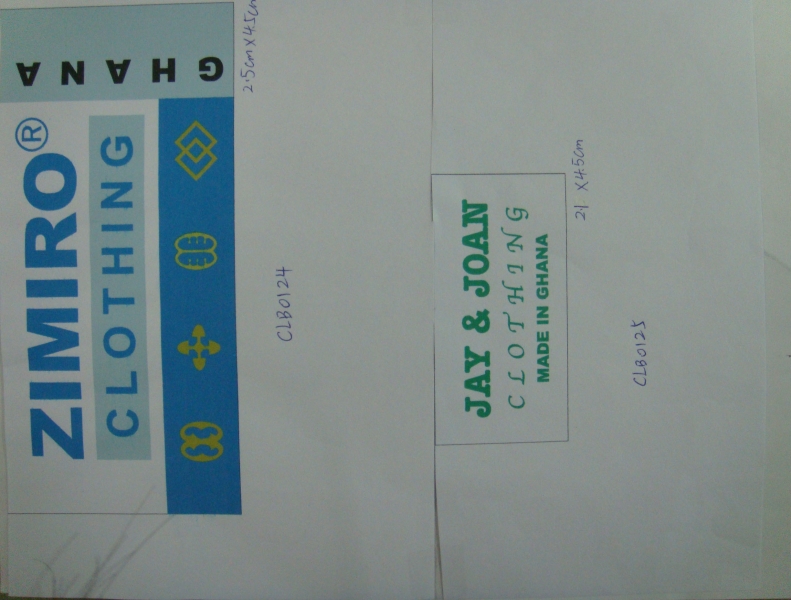 ZIMIRO®
CLOTHING
GHANA
2.5cm X 4.5cm
CLB0124
JAY & JOAN
CLOTHING
MADE IN GHANA
21 X 4.5cm
CLB0125